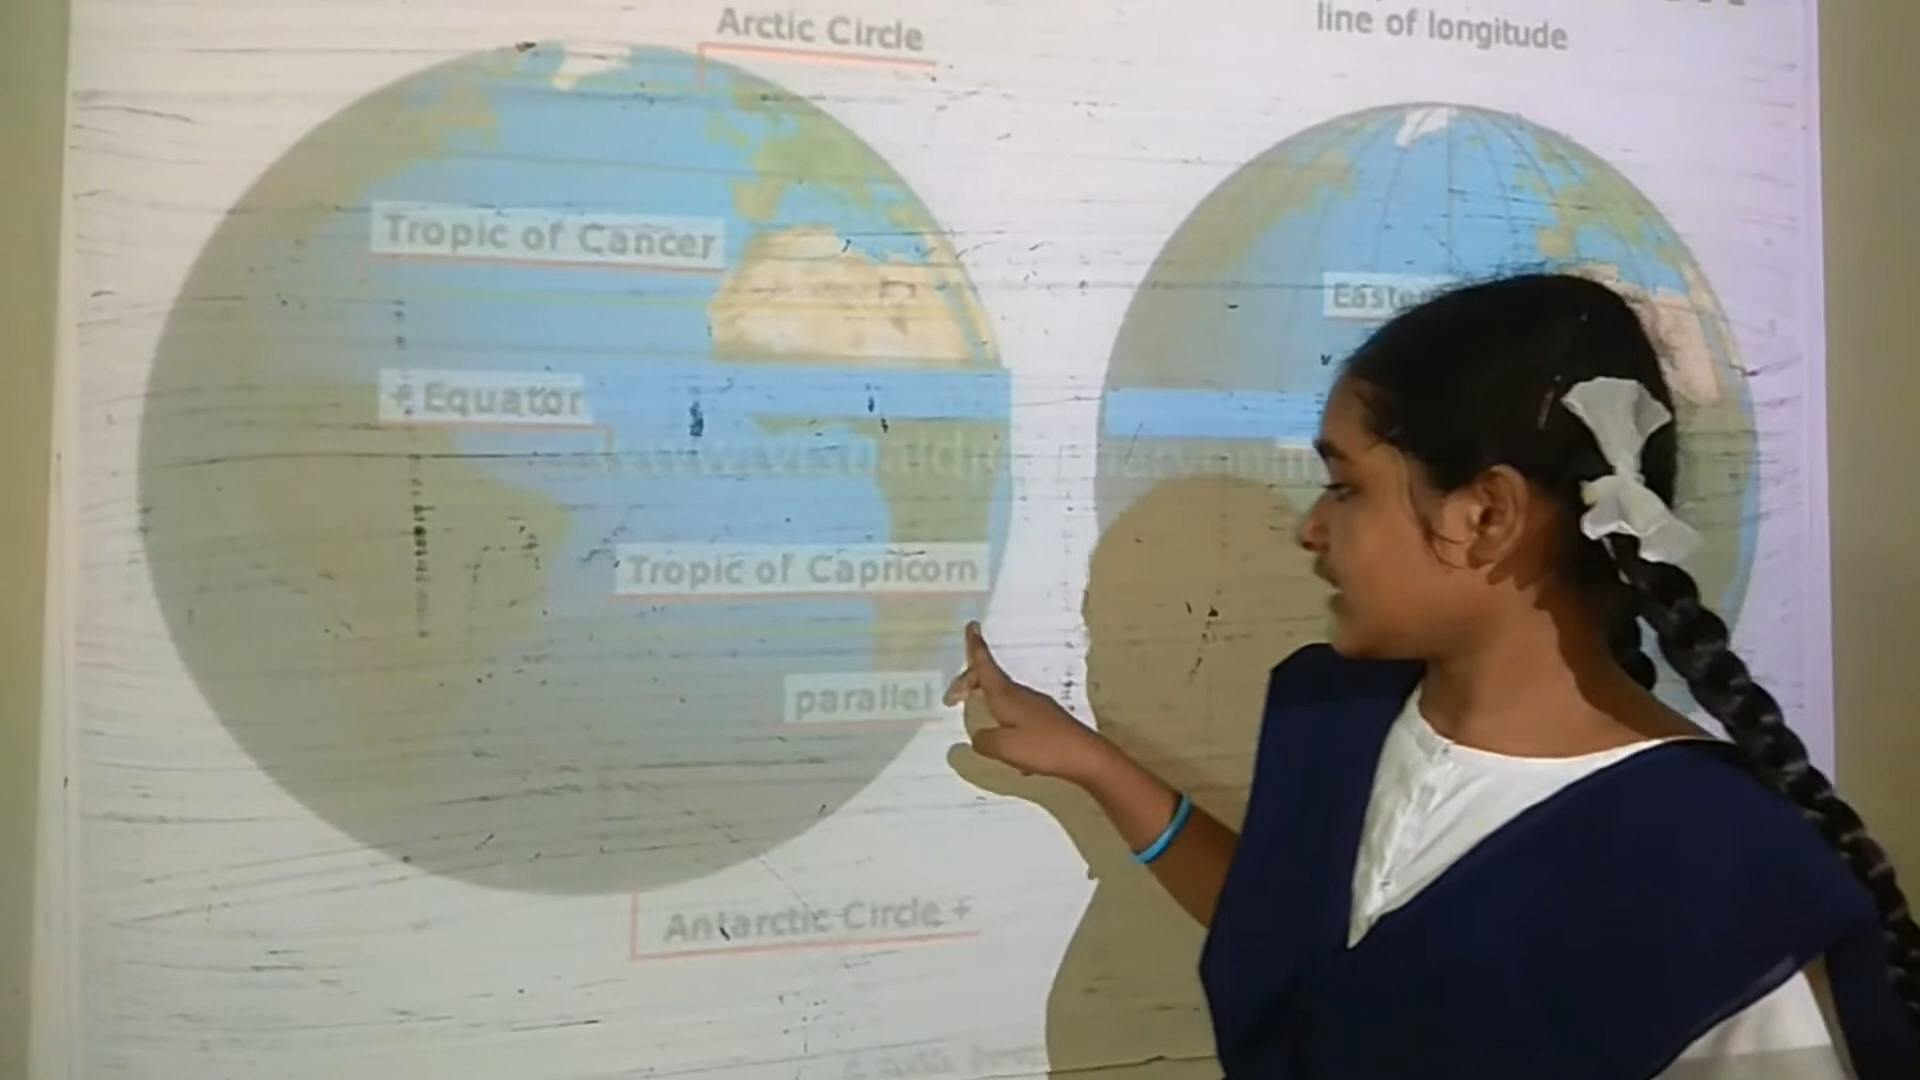 Arctic Circle
line of longitude
Tropic of Cancer
Equator
Tropic of Capricorn
parallel
Antarctic Circle